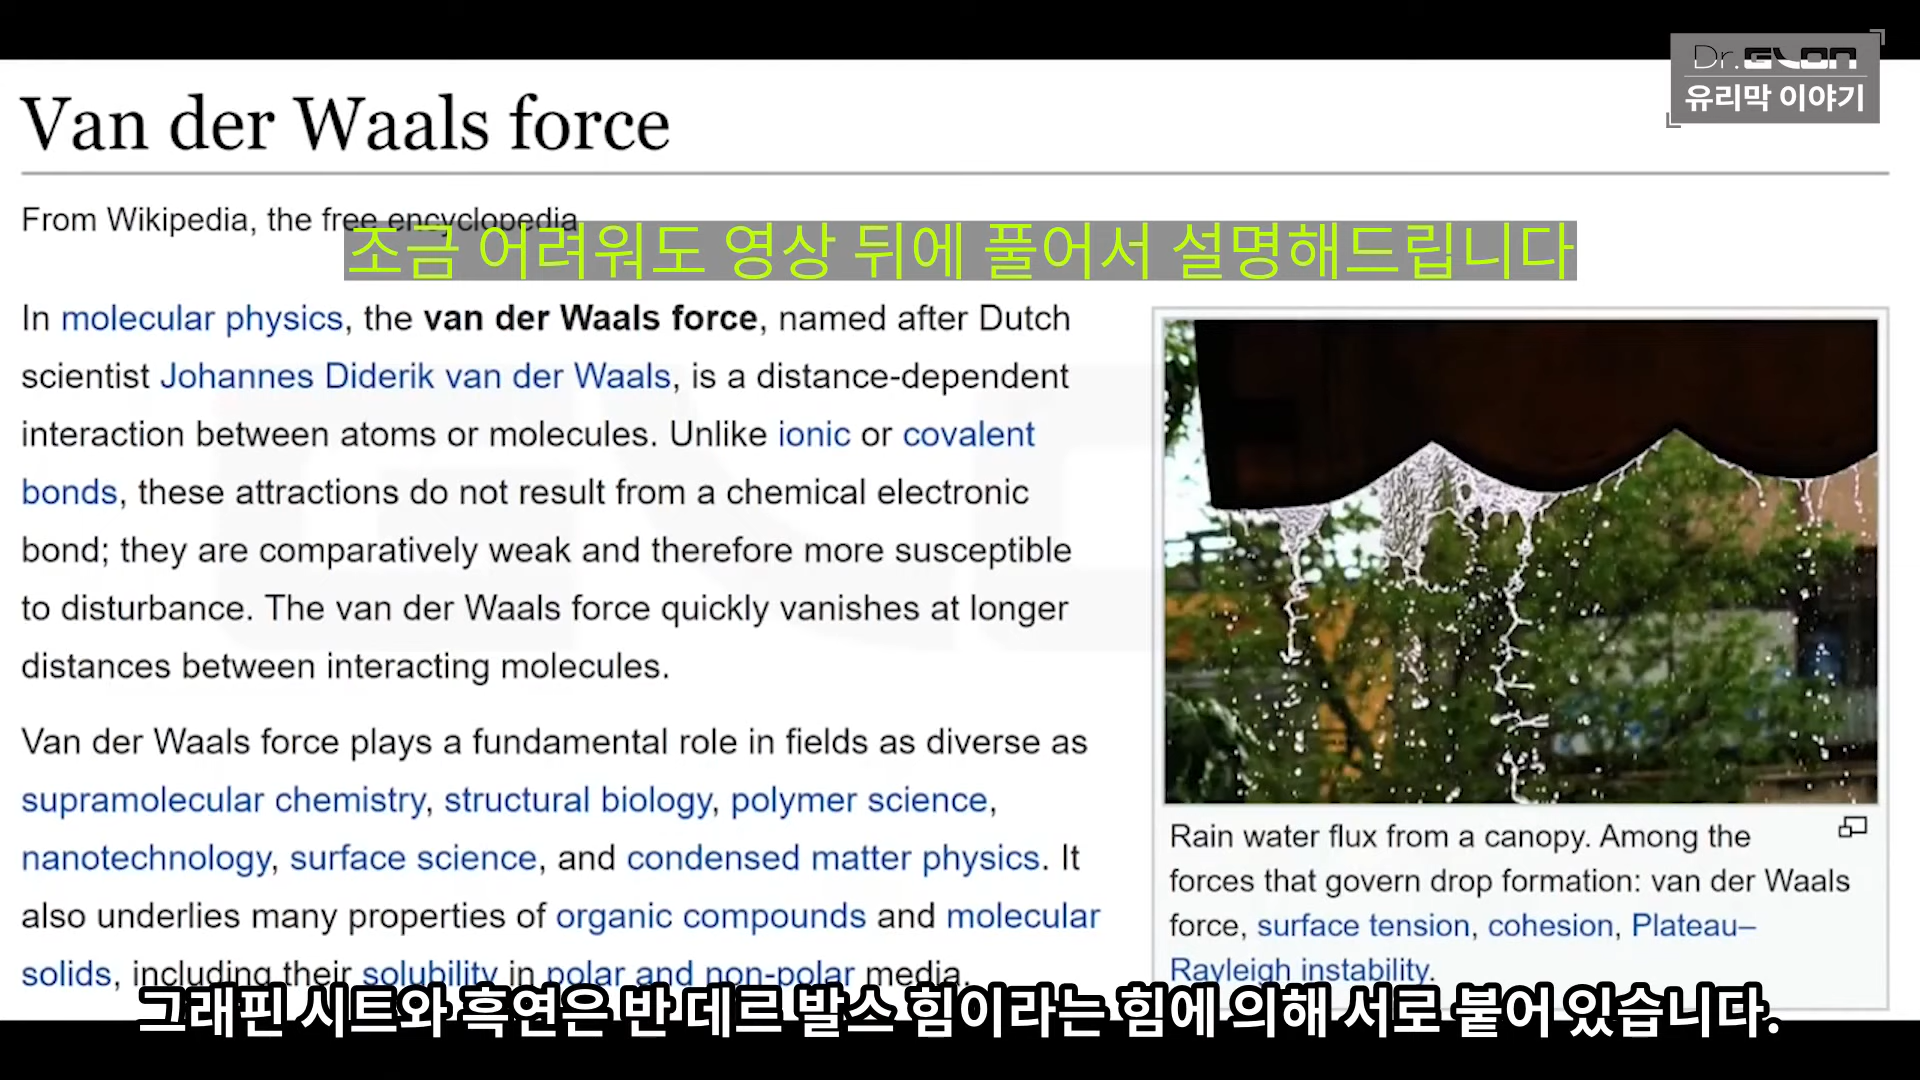 Dr.GLON
유리막 이야기
Van der Waals force
From Wikipedia, the free encyclopedia
조금 어려워도 영상 뒤에 풀어서 설명해드립니다
In molecular physics, the van der Waals force, named after Dutch
scientist Johannes Diderik van der Waals, is a distance-dependent
interaction between atoms or molecules. Unlike ionic or covalent
bonds, these attractions do not result from a chemical electronic
bond; they are comparatively weak and therefore more susceptible
to disturbance. The van der Waals force quickly vanishes at longer
distances between interacting molecules.
Van der Waals force plays a fundamental role in fields as diverse as
supramolecular chemistry, structural biology, polymer science,
nanotechnology, surface science, and condensed matter physics. It
also underlies many properties of organic compounds and molecular
solids, including their solubility in polar and non-polar media.
Rain water flux from a canopy. Among the
forces that govern drop formation: van der Waals
force, surface tension, cohesion, Plateau–
Rayleigh instability.
그래핀 시트와 흑연은 반 데르 발스 힘이라는 힘에 의해 서로 붙어 있습니다.